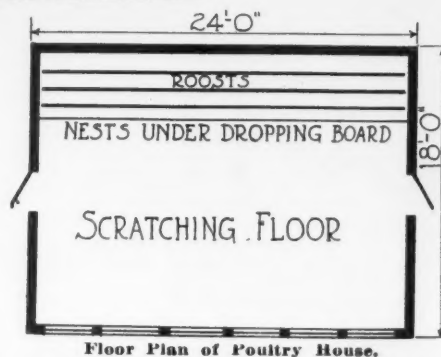 24'-0"
ROOSTS
NESTS UNDER DROPPING BOARD
18'-0"
SCRATCHING FLOOR
Floor Plan of Poultry House.